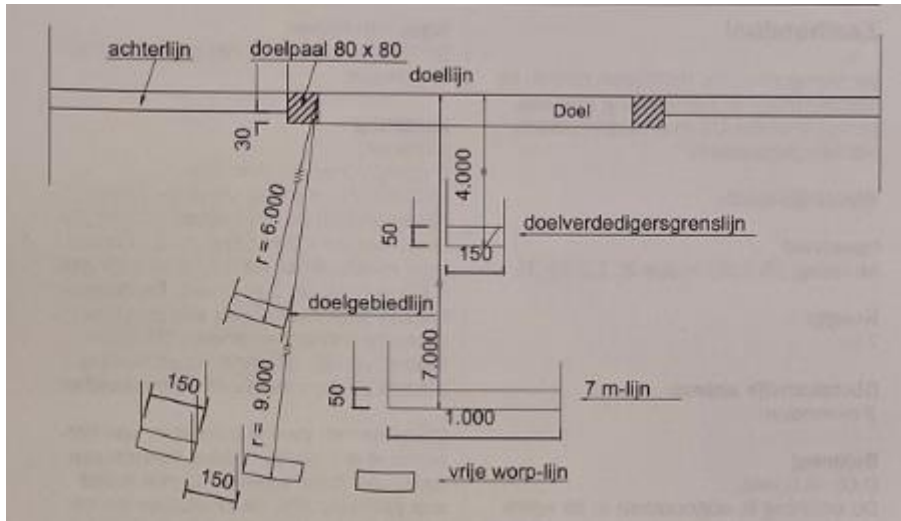 achterlijn
doelpaal 80 x 80
doellijn
Doel
30
4.000
r = 6.000
50
doelverdedigersgrenslijn
150
doelgebiedlijn
7.000
150
r = 9.000
50
7 m-lijn
1.000
150
vrije worp-lijn